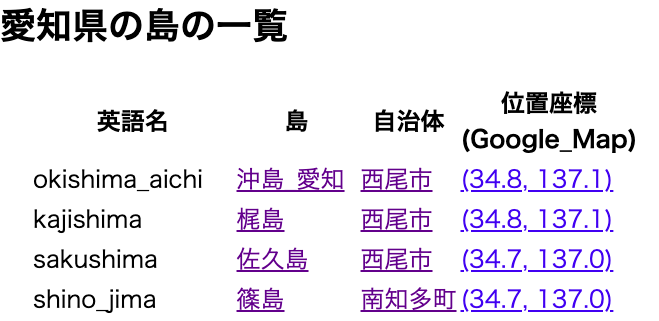 愛知県の島の一覧
英語名 島 自治体 位置座標
(Google_Map)
okishima_aichi 沖島_愛知 西尾市 (34.8, 137.1)
kajishima 梶島 西尾市 (34.8, 137.1)
sakushima 佐久島 西尾市 (34.7, 137.0)
shino_jima 篠島 南知多町 (34.7, 137.0)